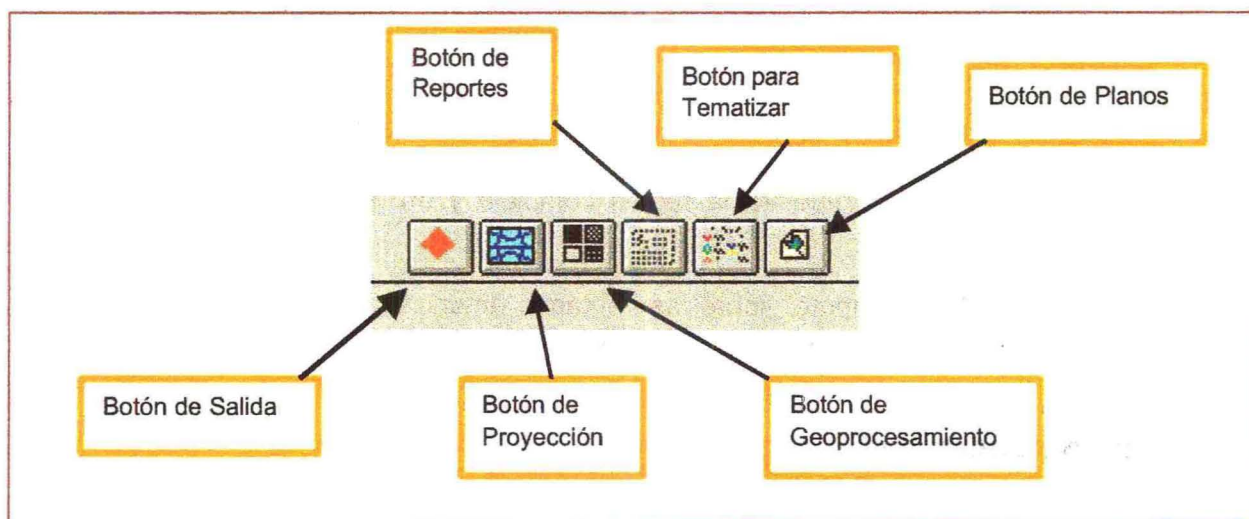 Botón de
Reportes
Botón para
Tematizar
Botón de Planos
Botón de Salida
Botón de
Proyección
Botón de
Geoprocesamiento